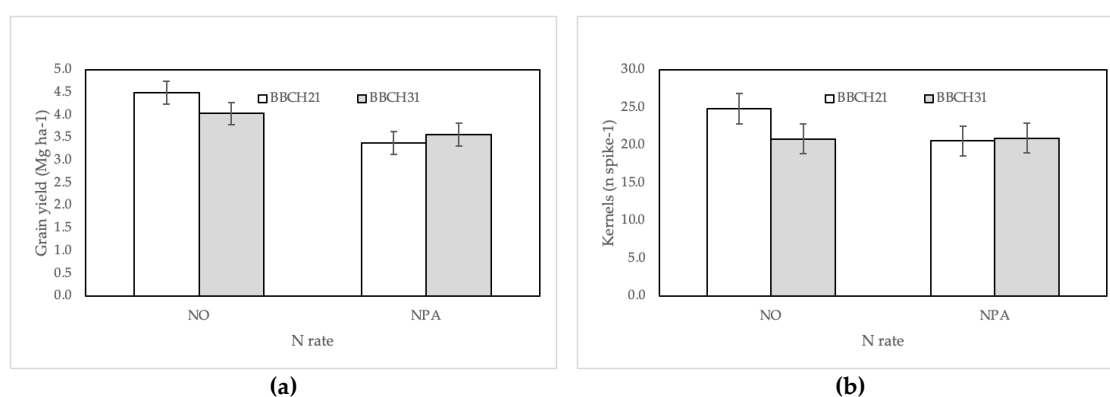 5.0
4.5
4.0
3.5
3.0
2.5
2.0
1.5
1.0
0.5
0.0
Grain yield (Mg ha-1)
BBCH21 BBCH31
NO NPA
N rate
(a)
30.0
25.0
20.0
15.0
10.0
5.0
0.0
Kernels (n spike-1)
BBCH21 BBCH31
NO NPA
N rate
(b)